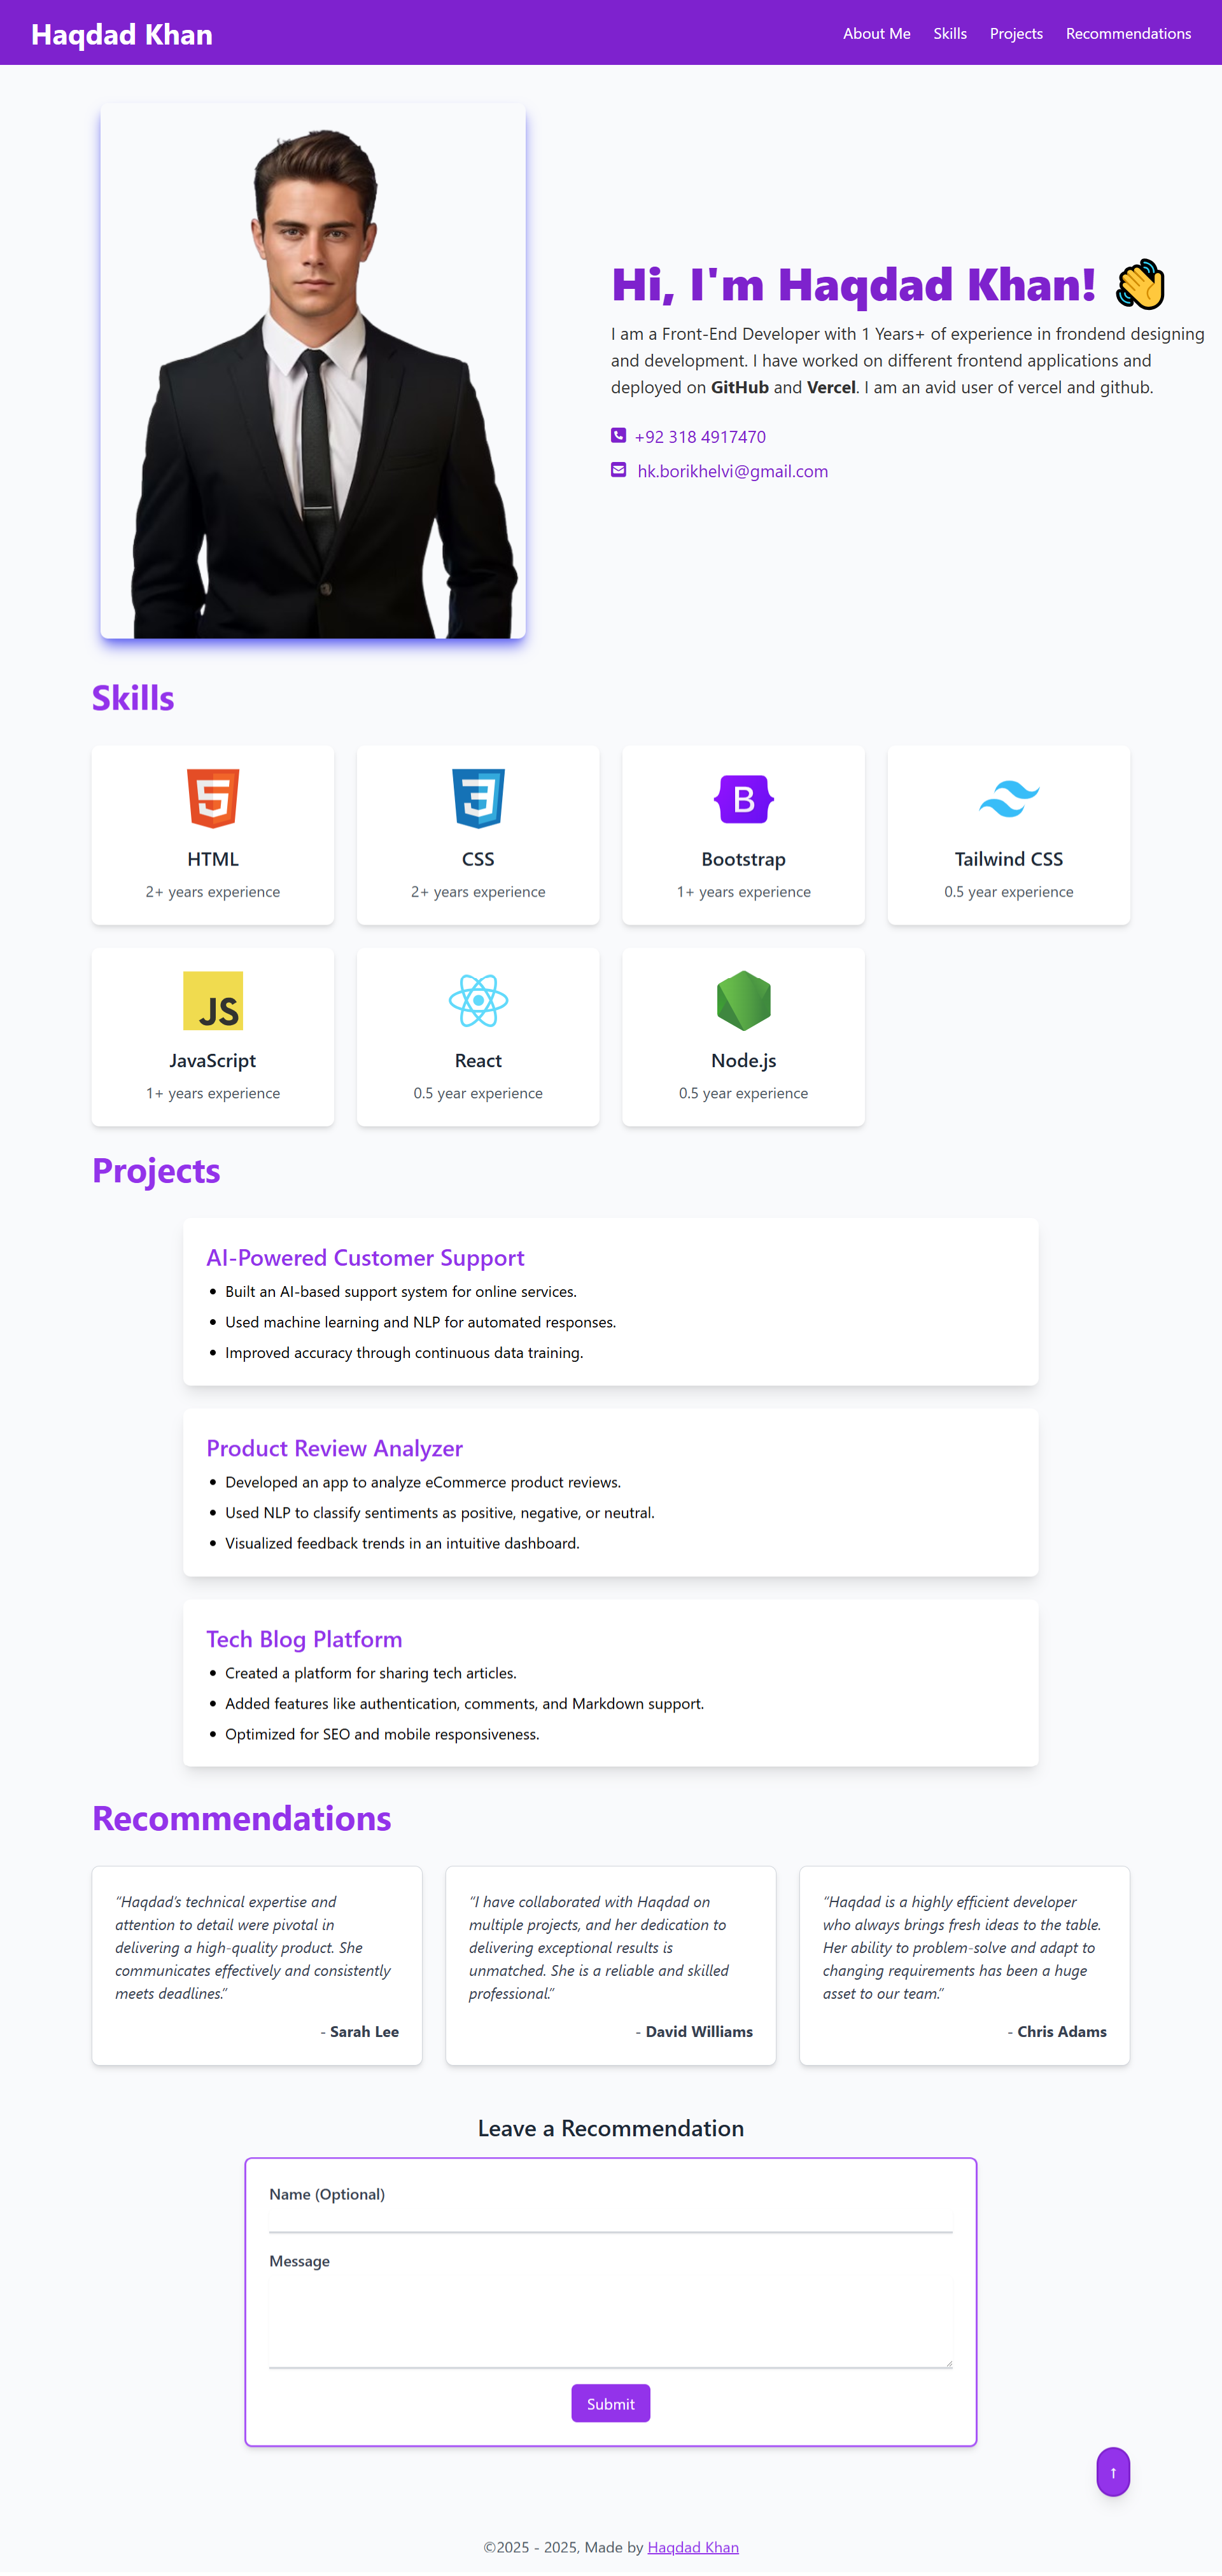 Haqdad Khan
About Me Skills Projects Recommendations
Hi, I'm Haqdad Khan! 👋
I am a Front-End Developer with 1 Years+ of experience in frondend designing
and development. I have worked on different frontend applications and
deployed on GitHub and Vercel. I am an avid user of vercel and github.
+92 318 4917470
hk.borikhelvi@gmail.com
Skills
HTML
2+ years experience
CSS
2+ years experience
B
Bootstrap
1+ years experience
Tailwind CSS
0.5 year experience
JS
JavaScript
1+ years experience
React
0.5 year experience
Node.js
0.5 year experience
Projects
AI-Powered Customer Support
• Built an AI-based support system for online services.
• Used machine learning and NLP for automated responses.
• Improved accuracy through continuous data training.
Product Review Analyzer
• Developed an app to analyze eCommerce product reviews.
• Used NLP to classify sentiments as positive, negative, or neutral.
• Visualized feedback trends in an intuitive dashboard.
Tech Blog Platform
• Created a platform for sharing tech articles.
• Added features like authentication, comments, and Markdown support.
• Optimized for SEO and mobile responsiveness.
Recommendations
“Haqdad's technical expertise and
attention to detail were pivotal in
delivering a high-quality product. She
communicates effectively and consistently
meets deadlines.”
- Sarah Lee
“I have collaborated with Haqdad on
multiple projects, and her dedication to
delivering exceptional results is
unmatched. She is a reliable and skilled
professional.”
- David Williams
“Haqdad is a highly efficient developer
who always brings fresh ideas to the table.
Her ability to problem-solve and adapt to
changing requirements has been a huge
asset to our team.”
- Chris Adams
Leave a Recommendation
Name (Optional)
Message
Submit
↑
©2025 - 2025, Made by Haqdad Khan